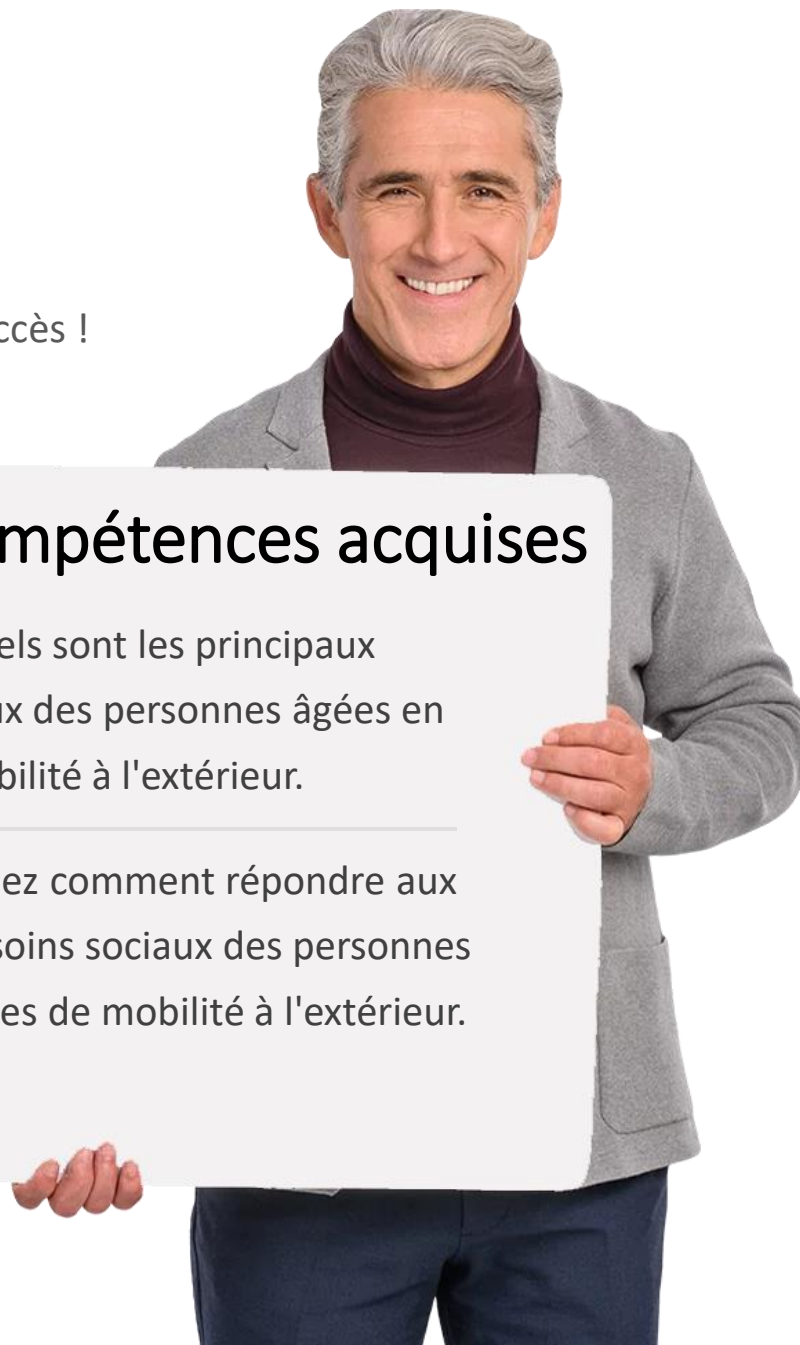 ccès !
mpétences acquises
els sont les principaux
ux des personnes âgées en
bilité à l'extérieur.
ez comment répondre aux
soins sociaux des personnes
es de mobilité à l'extérieur.